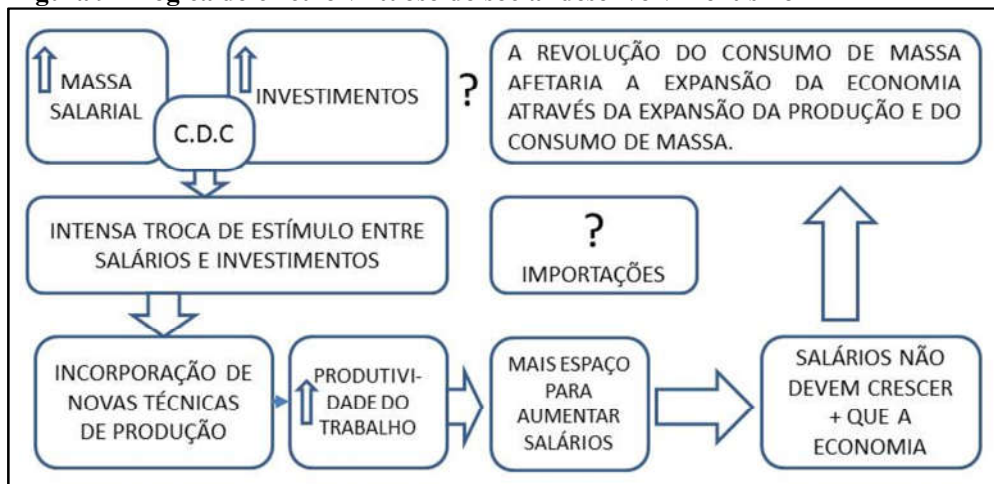 MASSA
SALARIAL
C.D.C
INVESTIMENTOS
?
A REVOLUÇÃO DO CONSUMO DE MASSA
AFETARIA A EXPANSÃO DA ECONOMIA
ATRAVÉS DA EXPANSÃO DA PRODUÇÃO E DO
CONSUMO DE MASSA.
INTENSA TROCA DE ESTÍMULO ENTRE
SALÁRIOS E INVESTIMENTOS
?
IMPORTAÇÕES
INCORPORAÇÃO DE
NOVAS TÉCNICAS
DE PRODUÇÃO
PRODUTIVI-
DADE DO
TRABALHO
MAIS ESPAÇO
PARA
AUMENTAR
SALÁRIOS
SALÁRIOS NÃO
DEVEM CRESCER
+ QUE A
ECONOMIA